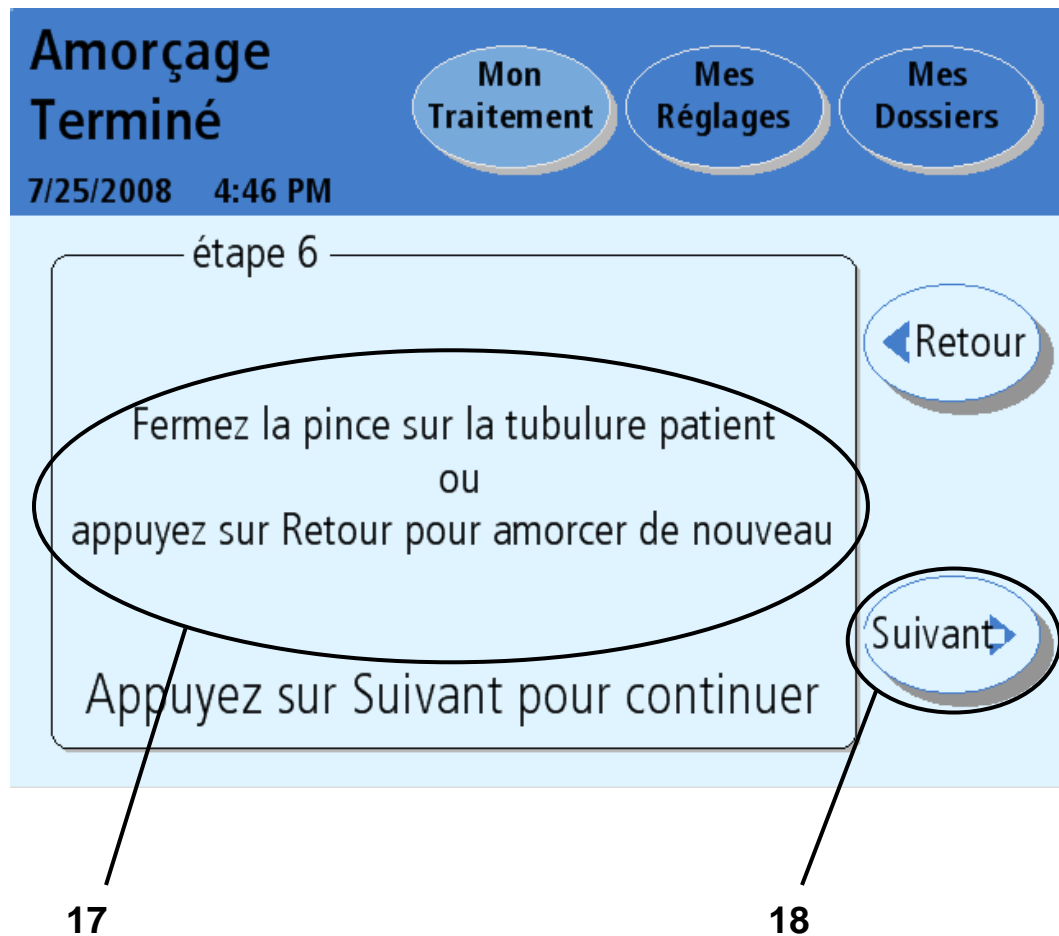 Amorçage
Terminé
7/25/2008 4:46 PM
Mon
Traitement
Mes
Réglages
Mes
Dossiers
étape 6
Fermez la pince sur la tubulure patient
ou
appuyez sur Retour pour amorcer de nouveau
Appuyez sur Suivant pour continuer
Retour
Suivant
17
18